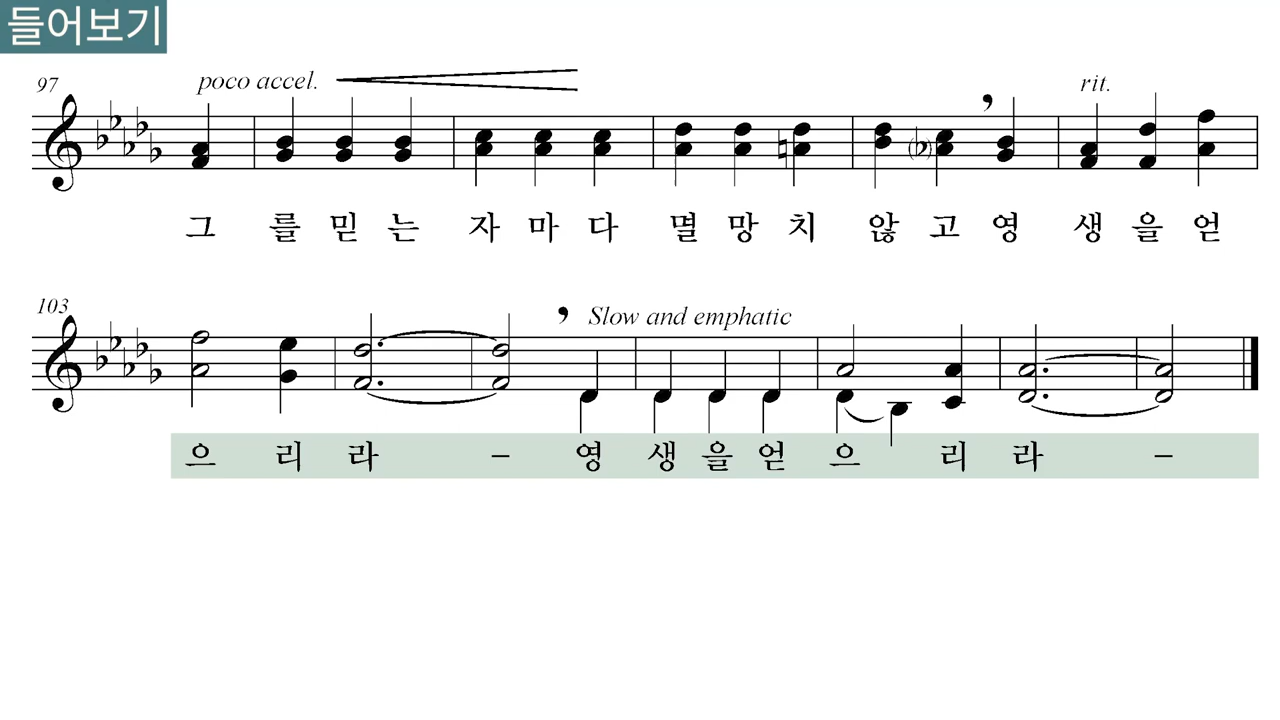 들어보기
97 poco accel. rit.
그 를 믿 는 자 마 다 멸 망 치 않 고 영 생 을 얻
103 Slow and emphatic
으 리 라 – 영 생 을 얻 으 리 라 –